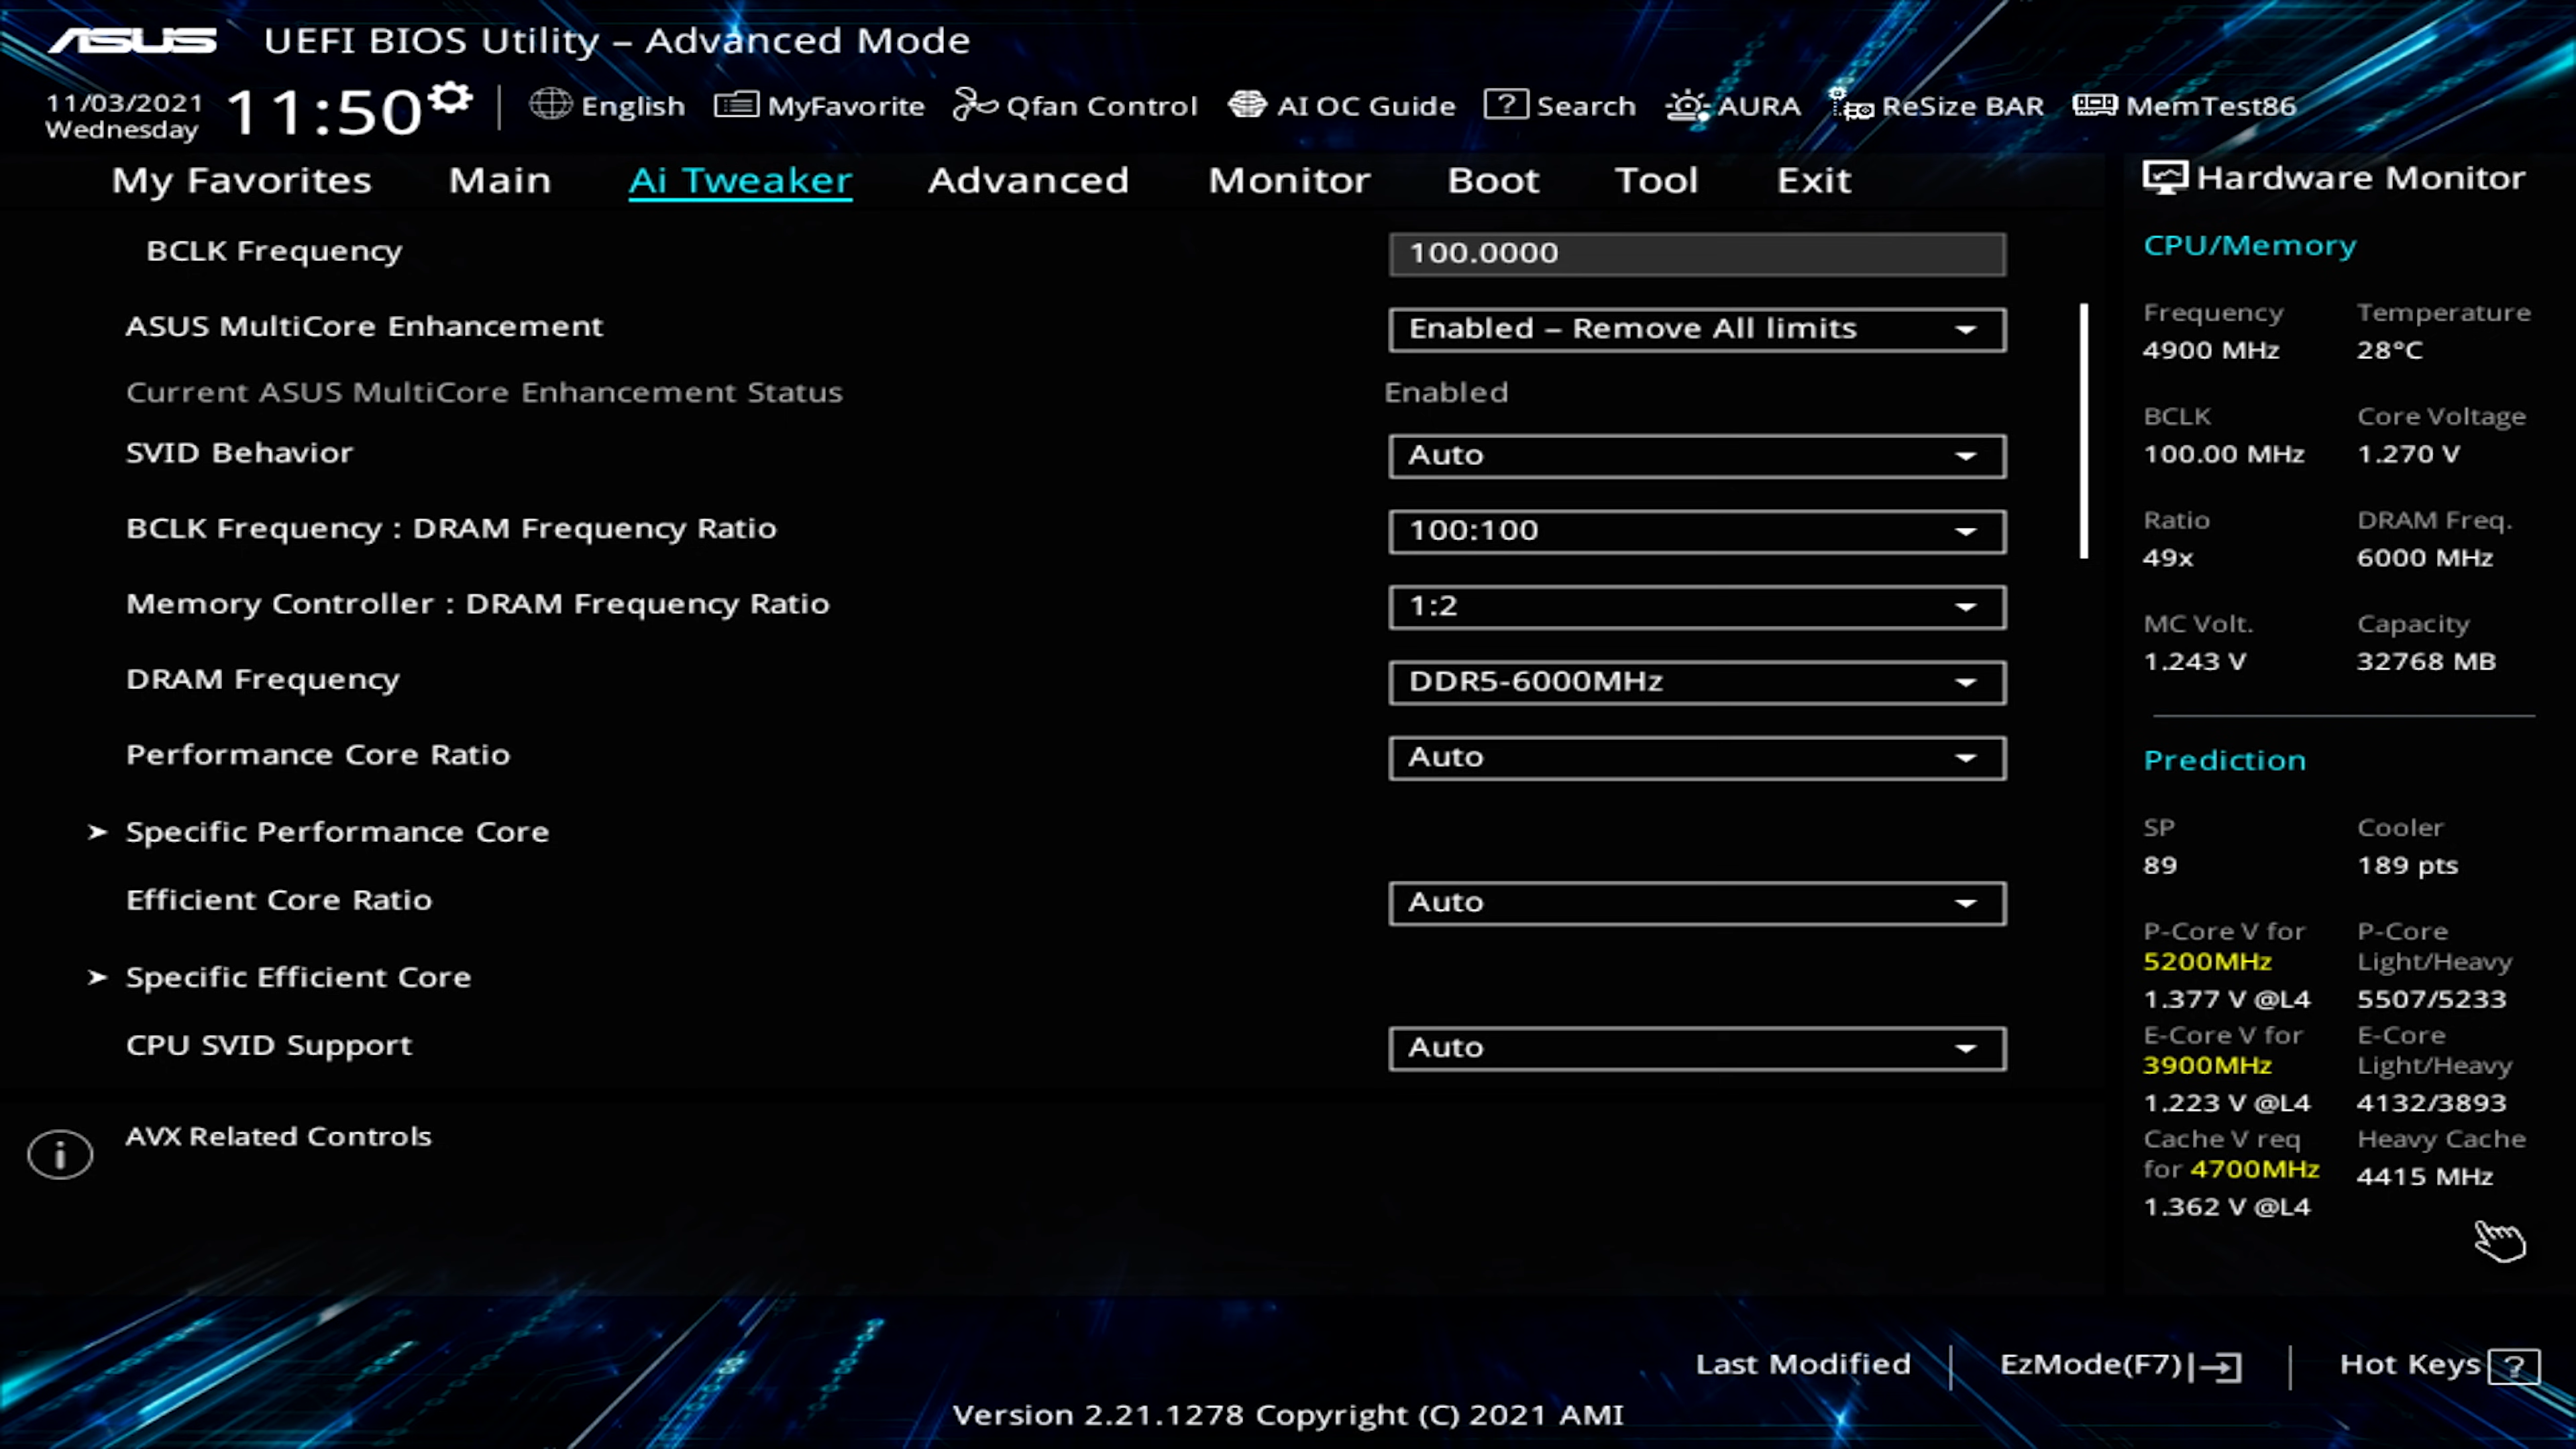 ASUS UEFI BIOS Utility – Advanced Mode
11/03/2021
Wednesday
11:50
English
MyFavorite
Qfan Control
AI OC Guide
? Search
AURA
ReSize BAR
MemTest86
My Favorites
Main
Ai Tweaker
Advanced
Monitor
Boot
Tool
Exit
BCLK Frequency 100.0000
ASUS MultiCore Enhancement Enabled – Remove All limits
Current ASUS MultiCore Enhancement Status Enabled
SVID Behavior Auto
BCLK Frequency : DRAM Frequency Ratio 100:100
Memory Controller : DRAM Frequency Ratio 1:2
DRAM Frequency DDR5-6000MHz
Performance Core Ratio Auto
Specific Performance Core
Efficient Core Ratio Auto
Specific Efficient Core
CPU SVID Support Auto
i AVX Related Controls
Hardware Monitor
CPU/Memory
Frequency Temperature
4900 MHz 28°C
BCLK Core Voltage
100.00 MHz 1.270 V
Ratio DRAM Freq.
49x 6000 MHz
MC Volt. Capacity
1.243 V 32768 MB
Prediction
SP Cooler
89 189 pts
P-Core V for P-Core
5200MHz Light/Heavy
1.377 V @L4 5507/5233
E-Core V for E-Core
3900MHz Light/Heavy
1.223 V @L4 4132/3893
Cache V req Heavy Cache
for 4700MHz 4415 MHz
1.362 V @L4
Last Modified
EzMode(F7)
Hot Keys ?
Version 2.21.1278 Copyright (C) 2021 AMI